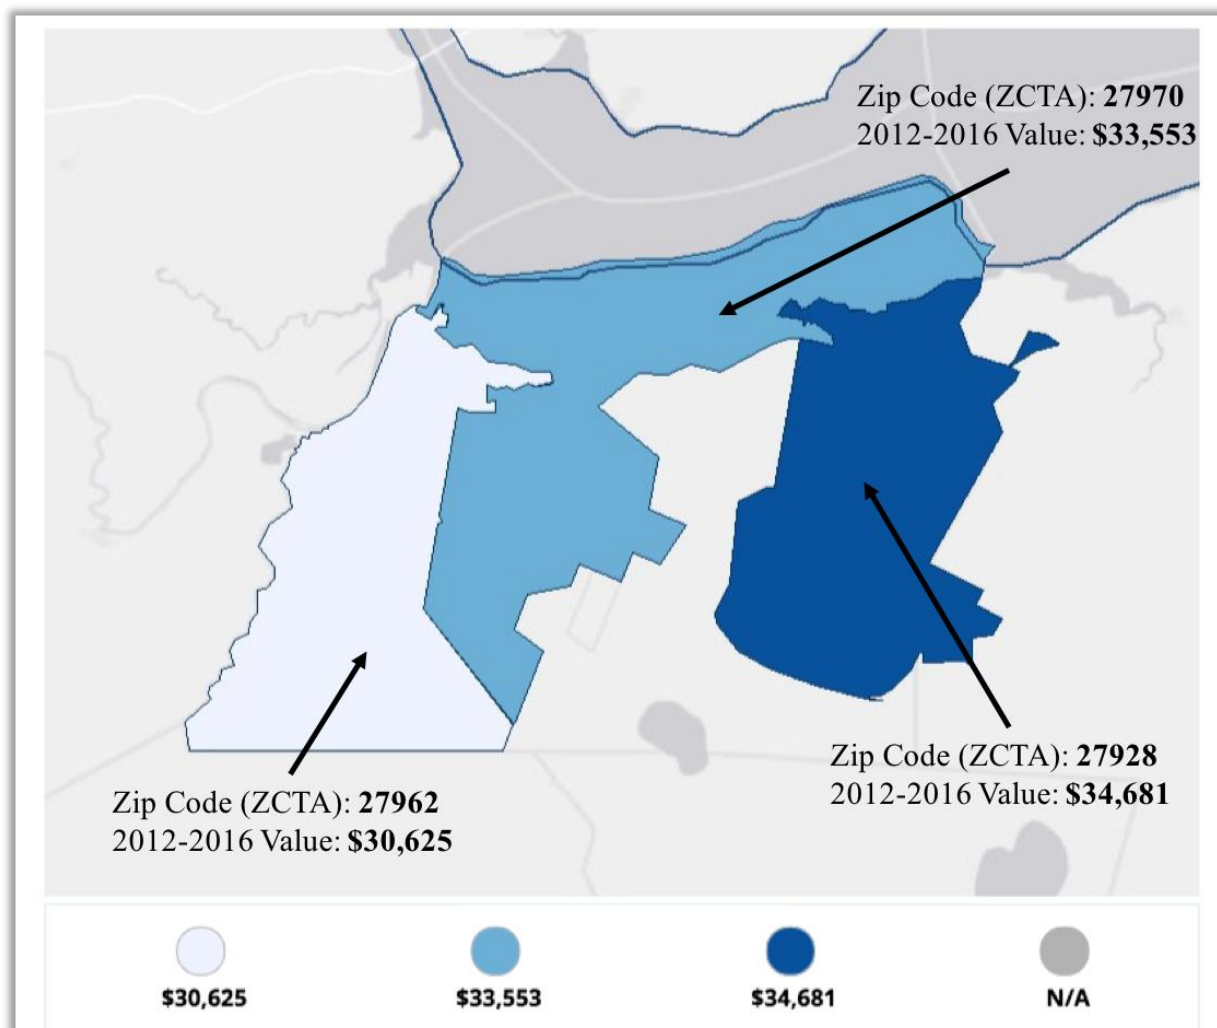 Zip Code (ZCTA): 27970
2012-2016 Value: $33,553
Zip Code (ZCTA): 27928
2012-2016 Value: $34,681
Zip Code (ZCTA): 27962
2012-2016 Value: $30,625
$30,625
$33,553
$34,681
N/A